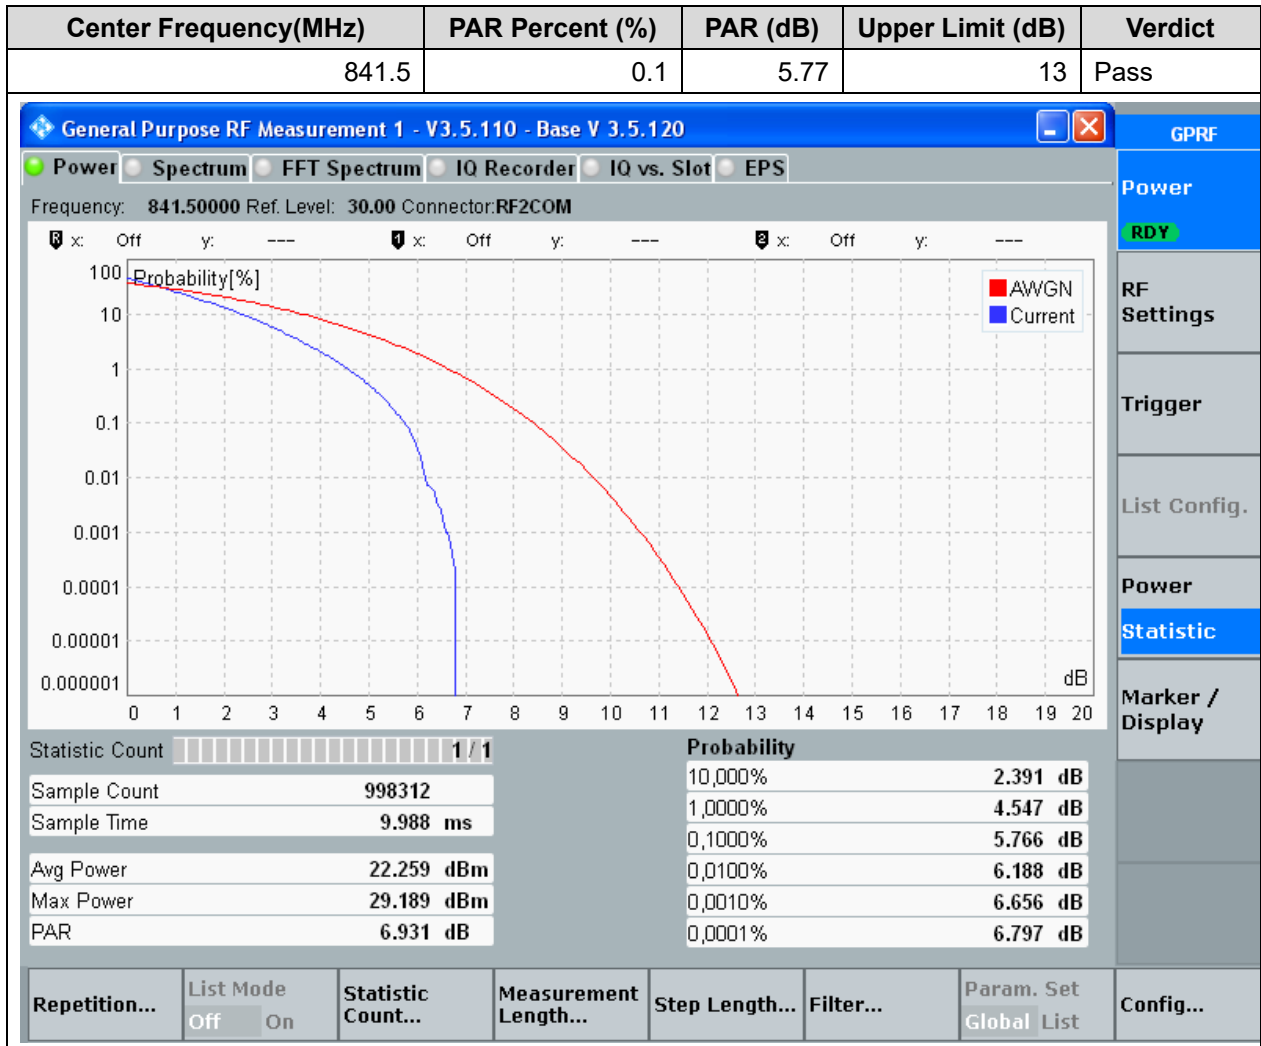 Center Frequency(MHz) PAR Percent (%) PAR (dB) Upper Limit (dB) Verdict
841.5 0.1 5.77 13 Pass
General Purpose RF Measurement 1 - V3.5.110 - Base V 3.5.120
GPRF
Power Spectrum FFT Spectrum IQ Recorder IQ vs. Slot EPS
Power
RDY
Frequency: 841.50000 Ref. Level: 30.00 Connector:RF2COM
R x: Off y: --- 1 x: Off y: --- 2 x: Off y: ---
Probability[%]
AWGN
Current
100
10
1
0.1
0.01
0.001
0.0001
0.00001
0.000001
dB
0 1 2 3 4 5 6 7 8 9 10 11 12 13 14 15 16 17 18 19 20
RF
Settings
Trigger
List Config.
Power
Statistic
Marker /
Display
Statistic Count 1 / 1
Sample Count 998312
Sample Time 9.988 ms
Avg Power 22.259 dBm
Max Power 29.189 dBm
PAR 6.931 dB
Probability
10,000% 2.391 dB
1,0000% 4.547 dB
0,1000% 5.766 dB
0,0100% 6.188 dB
0,0010% 6.656 dB
0,0001% 6.797 dB
Repetition...
List Mode
Off On
Statistic
Count...
Measurement
Length...
Step Length...
Filter...
Param. Set
Global List
Config...